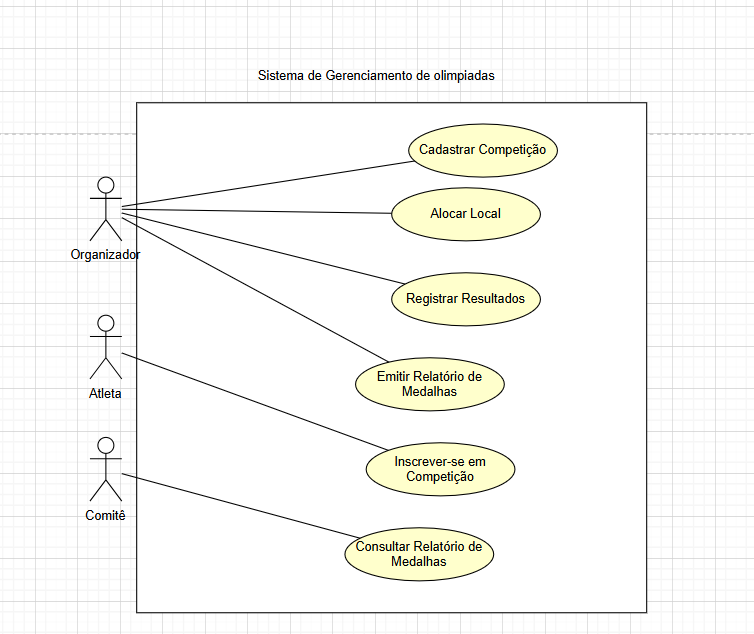 Sistema de Gerenciamento de olimpiadas
Cadastrar Competição
Alocar Local
Organizador
Registrar Resultados
Emitir Relatório de
Medalhas
Atleta
Inscrever-se em
Competição
Comitê
Consultar Relatório de
Medalhas